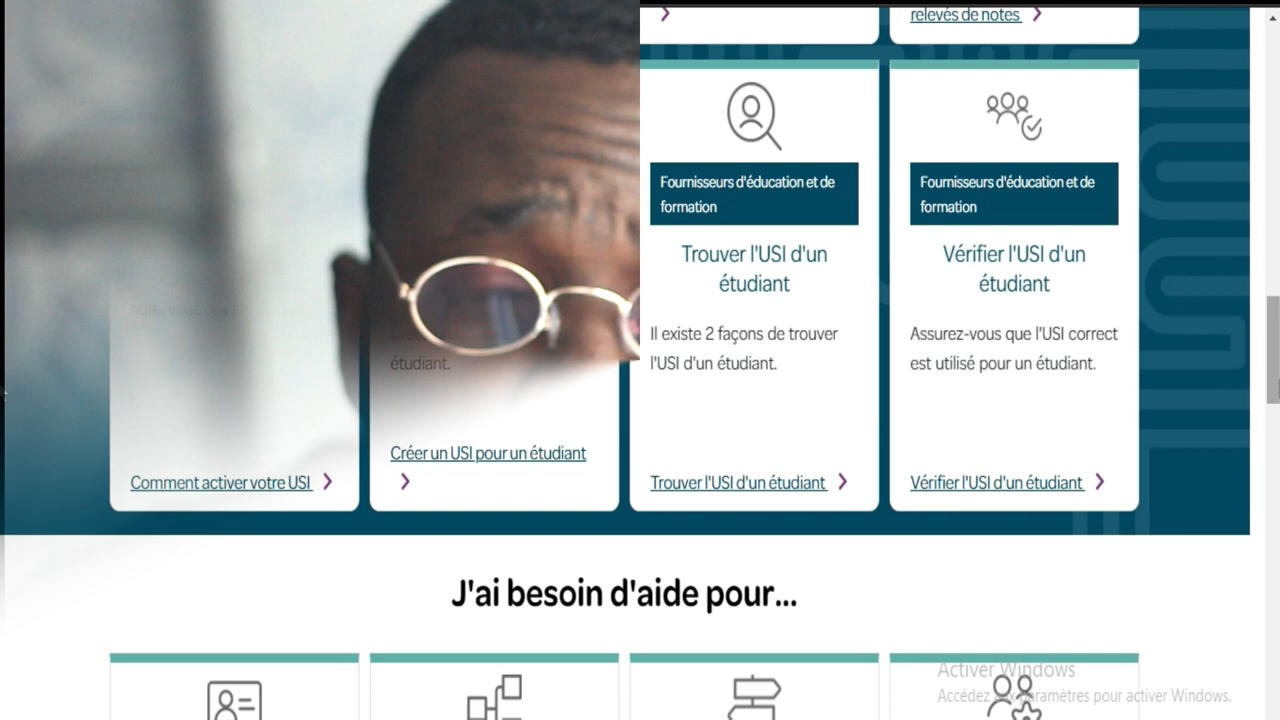 relevés de notes
Fournisseurs d'éducation et de
formation
Trouver l'USI d'un
étudiant
Il existe 2 façons de trouver
l'USI d'un étudiant.
Trouver l'USI d'un étudiant
Fournisseurs d'éducation et de
formation
Vérifier l'USI d'un
étudiant
Assurez-vous que l'USI correct
est utilisé pour un étudiant.
Vérifier l'USI d'un étudiant
étudiant.
Créer un USI pour un étudiant
Comment activer votre USI
J'ai besoin d'aide pour...
Activer Windows
Accédez aux paramètres pour activer Windows.